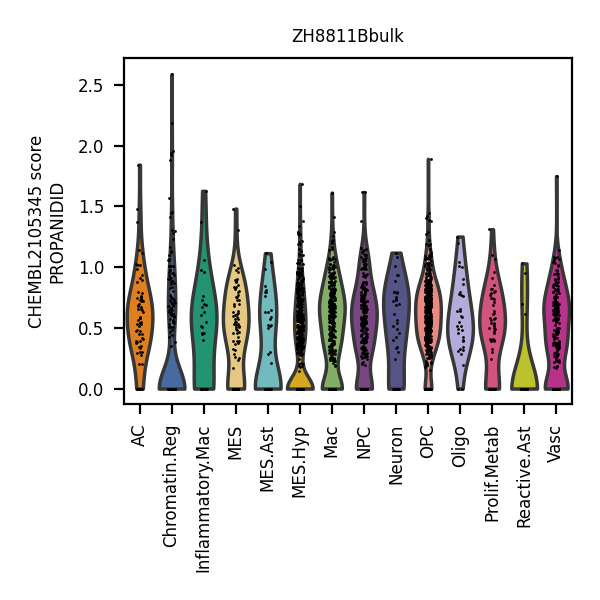 ZH8811Bbulk
CHEMBL2105345 score
PROPANIDID
2.5
2.0
1.5
1.0
0.5
0.0
AC
Chromatin.Reg
Inflammatory.Mac
MES
MES.Ast
MES.Hyp
Mac
NPC
Neuron
OPC
Oligo
Prolif.Metab
Reactive.Ast
Vasc